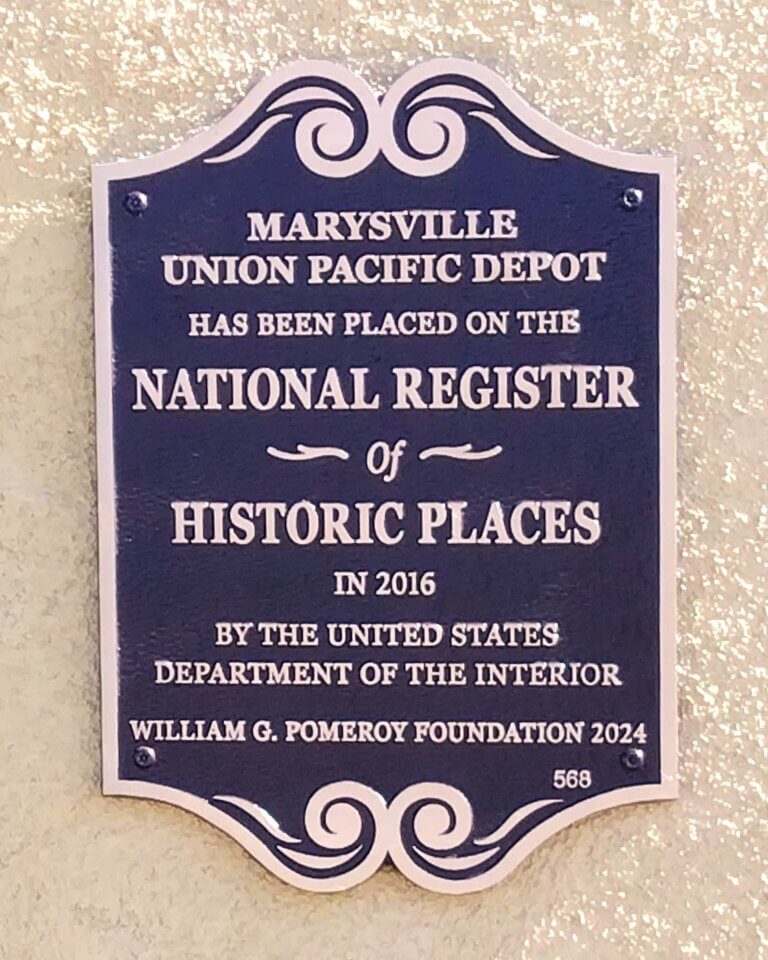 MARYSVILLE
UNION PACIFIC DEPOT
HAS BEEN PLACED ON THE
NATIONAL REGISTER
Of
HISTORIC PLACES
IN 2016
BY THE UNITED STATES
DEPARTMENT OF THE INTERIOR
WILLIAM G. POMEROY FOUNDATION 2024
568